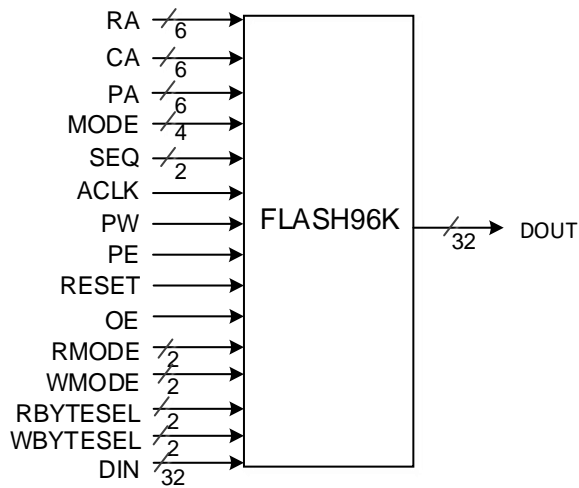 RA 6
CA 6
PA 6
MODE 4
SEQ 2
ACLK
PW
FLASH96K
PE
32 DOUT
RESET
OE
RMODE 2
WMODE 2
RBYTESEL 2
WBYTESEL 2
DIN 32